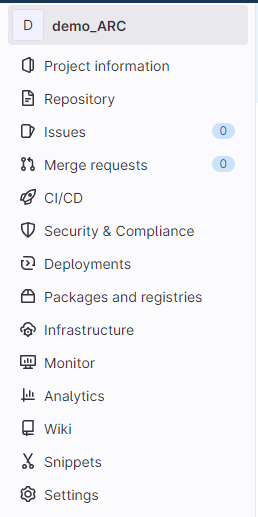 D demo_ARC
Project information
Repository
Issues 0
Merge requests 0
CI/CD
Security & Compliance
Deployments
Packages and registries
Infrastructure
Monitor
Analytics
Wiki
Snippets
Settings